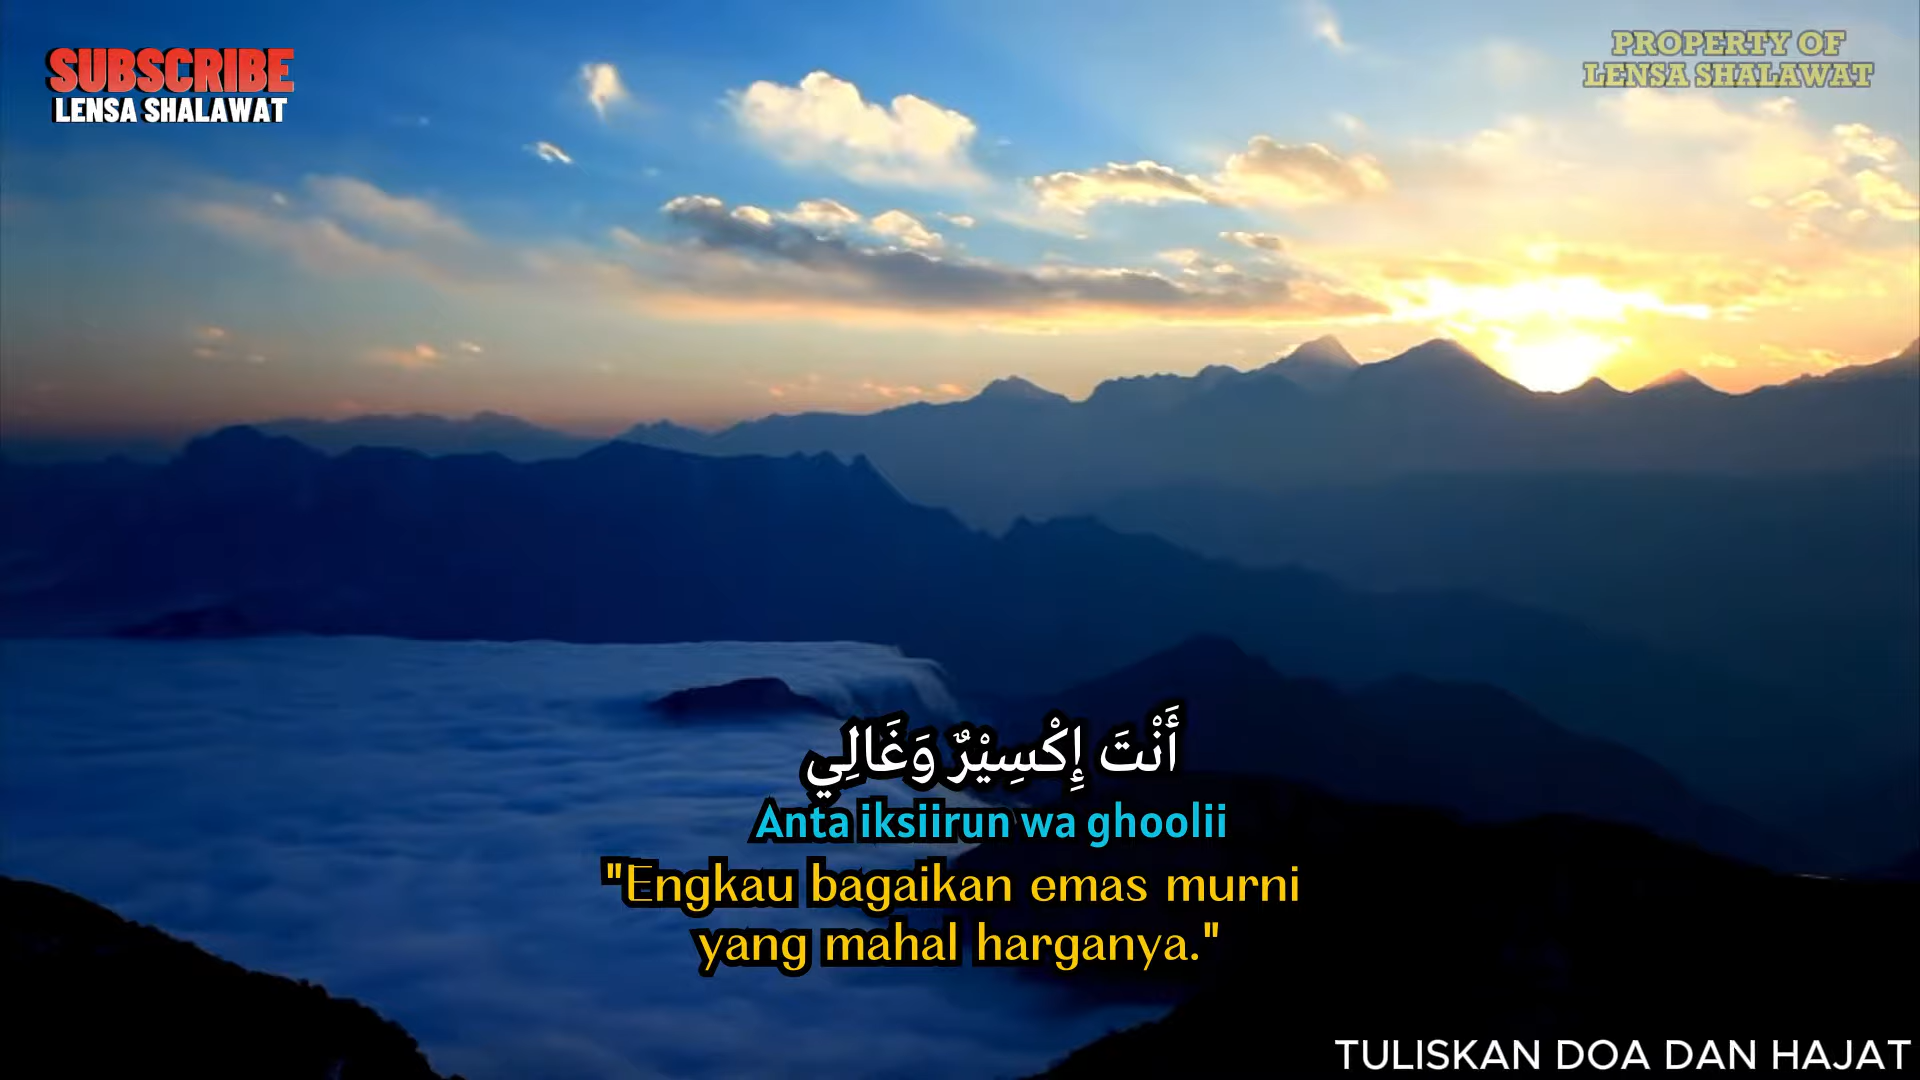 SUBSCRIBE
LENSA SHALAWAT
PROPERTY OF
LENSA SHALAWAT
أَنْتَ إِكْسِيْرٌ وَغَالِي
Anta iksiirun wa ghoolii
"Engkau bagaikan emas murni
yang mahal harganya."
TULISKAN DOA DAN HAJAT